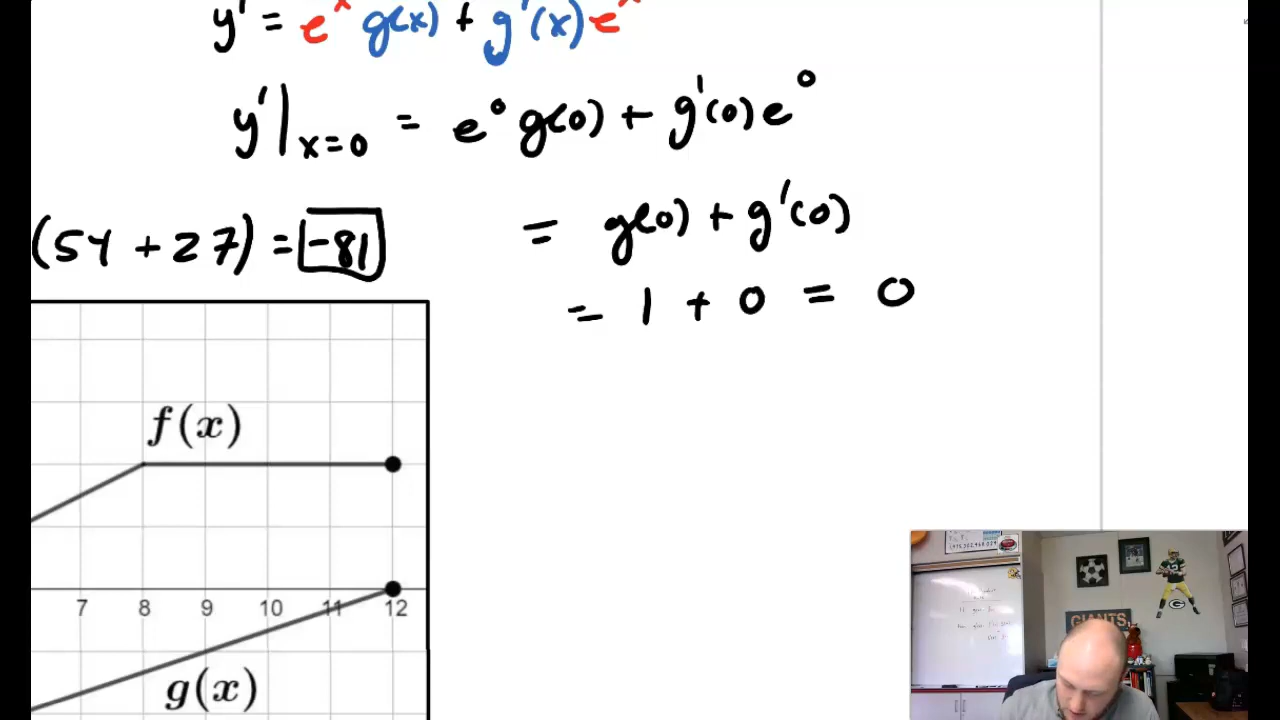 y' = e^x g(x) + g'(x) e^x
y'|x=0 = e^0 g(0) + g'(0) e^0
= g(0) + g'(0)
(54 + 27) = -81
= 1 + 0 = 0
f(x)
7 8 9 10 11 12
g(x)
GIANTS
G